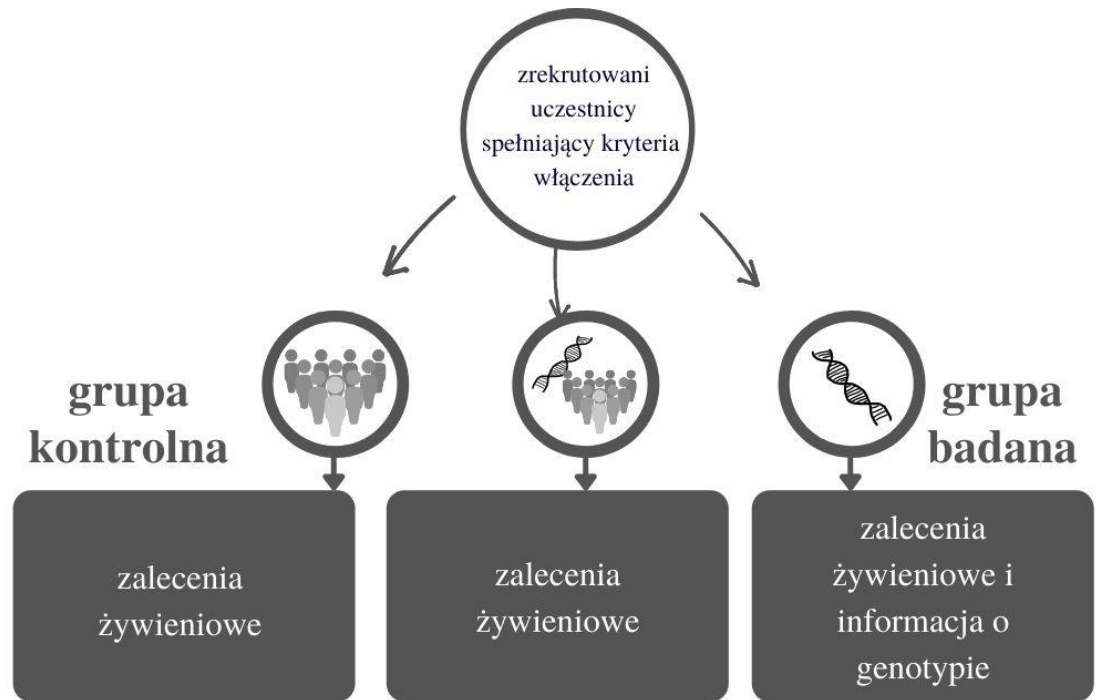 zrekrutowani
uczestnicy
spełniający kryteria
włączenia
grupa
kontrolna
grupa
badana
zalecenia
żywieniowe
zalecenia
żywieniowe
zalecenia
żywieniowe i
informacja o
genotypie